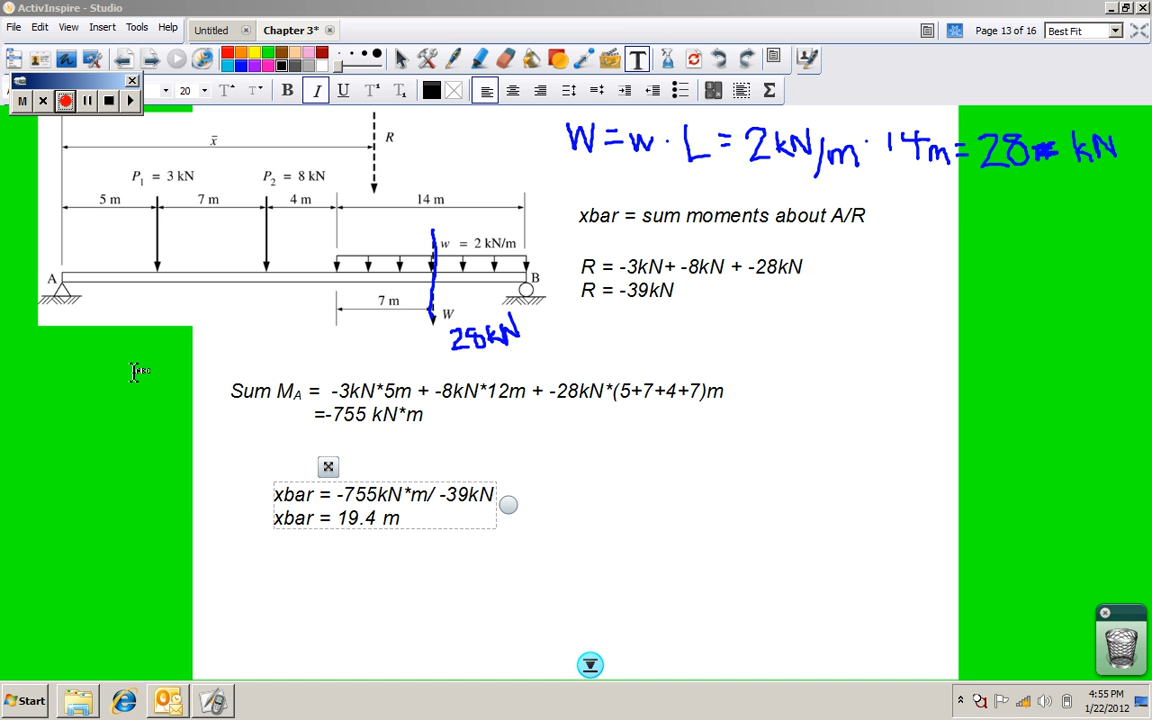 ActivInspire - Studio
File Edit View Insert Tools Help
Untitled
Chapter 3*
Page 13 of 16
Best Fit
M
20
B I U
T
Σ
W = w · L = 2kN/m · 14m = 28 kN
x̄
R
P1 = 3 kN
P2 = 8 kN
5 m
7 m
4 m
14 m
w = 2 kN/m
A
B
7 m
W
28kN
xbar = sum moments about A/R
R = -3kN+ -8kN + -28kN
R = -39kN
ABC
Sum MA = -3kN*5m + -8kN*12m + -28kN*(5+7+4+7)m
=-755 kN*m
xbar = -755kN*m/ -39kN
xbar = 19.4 m
Start
4:55 PM
1/22/2012